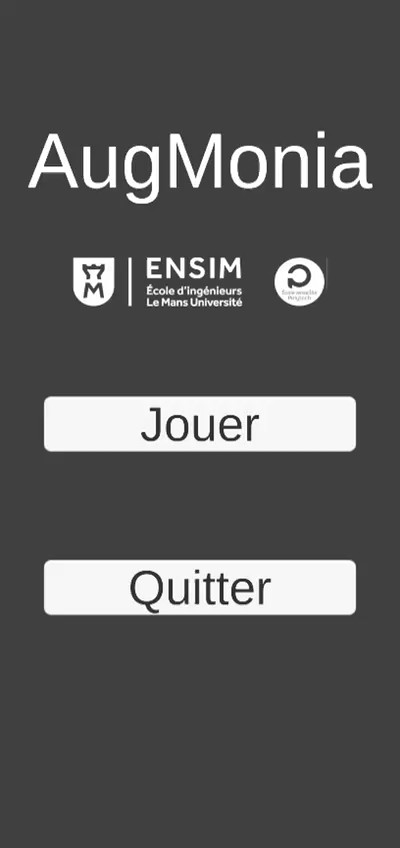 AugMonia
ENSIM
École d'ingénieurs
Le Mans Université
Jouer
Quitter